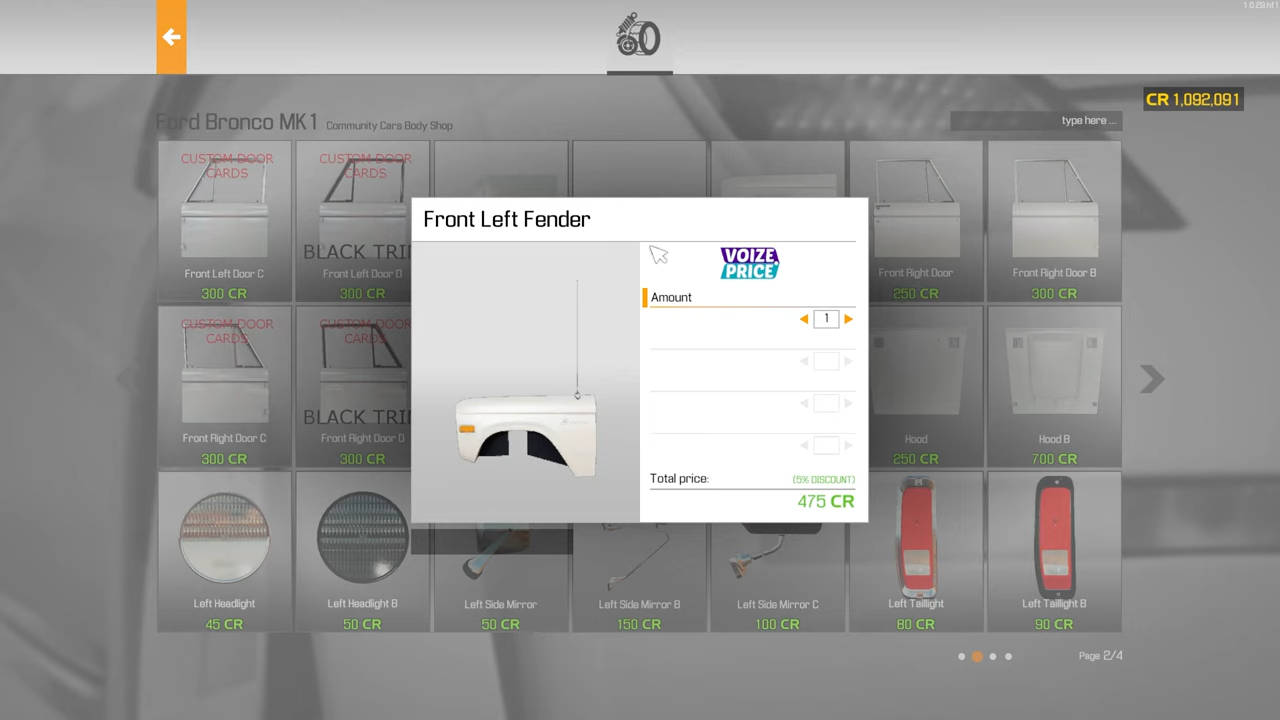 1.0.29.hf1
CR 1,092,091
Ford Bronco MK1 Community Cars Body Shop
type here ...
CUSTOM DOOR
CARDS
Front Left Door C
300 CR
CUSTOM DOOR
CARDS
BLACK TRI
Front Left Door D
300 CR
Front Right Door
250 CR
Front Right Door B
300 CR
Front Left Fender
VOIZE
PRICE
Amount
1
Total price:
(5% DISCOUNT)
475 CR
CUSTOM DOOR
CARDS
Front Right Door C
300 CR
CUSTOM DOOR
CARDS
BLACK TRI
Front Right Door D
300 CR
Hood
250 CR
Hood B
700 CR
Left Headlight
45 CR
Left Headlight B
50 CR
Left Side Mirror
50 CR
Left Side Mirror B
150 CR
Left Side Mirror C
100 CR
Left Taillight
80 CR
Left Taillight B
90 CR
Page 2/4